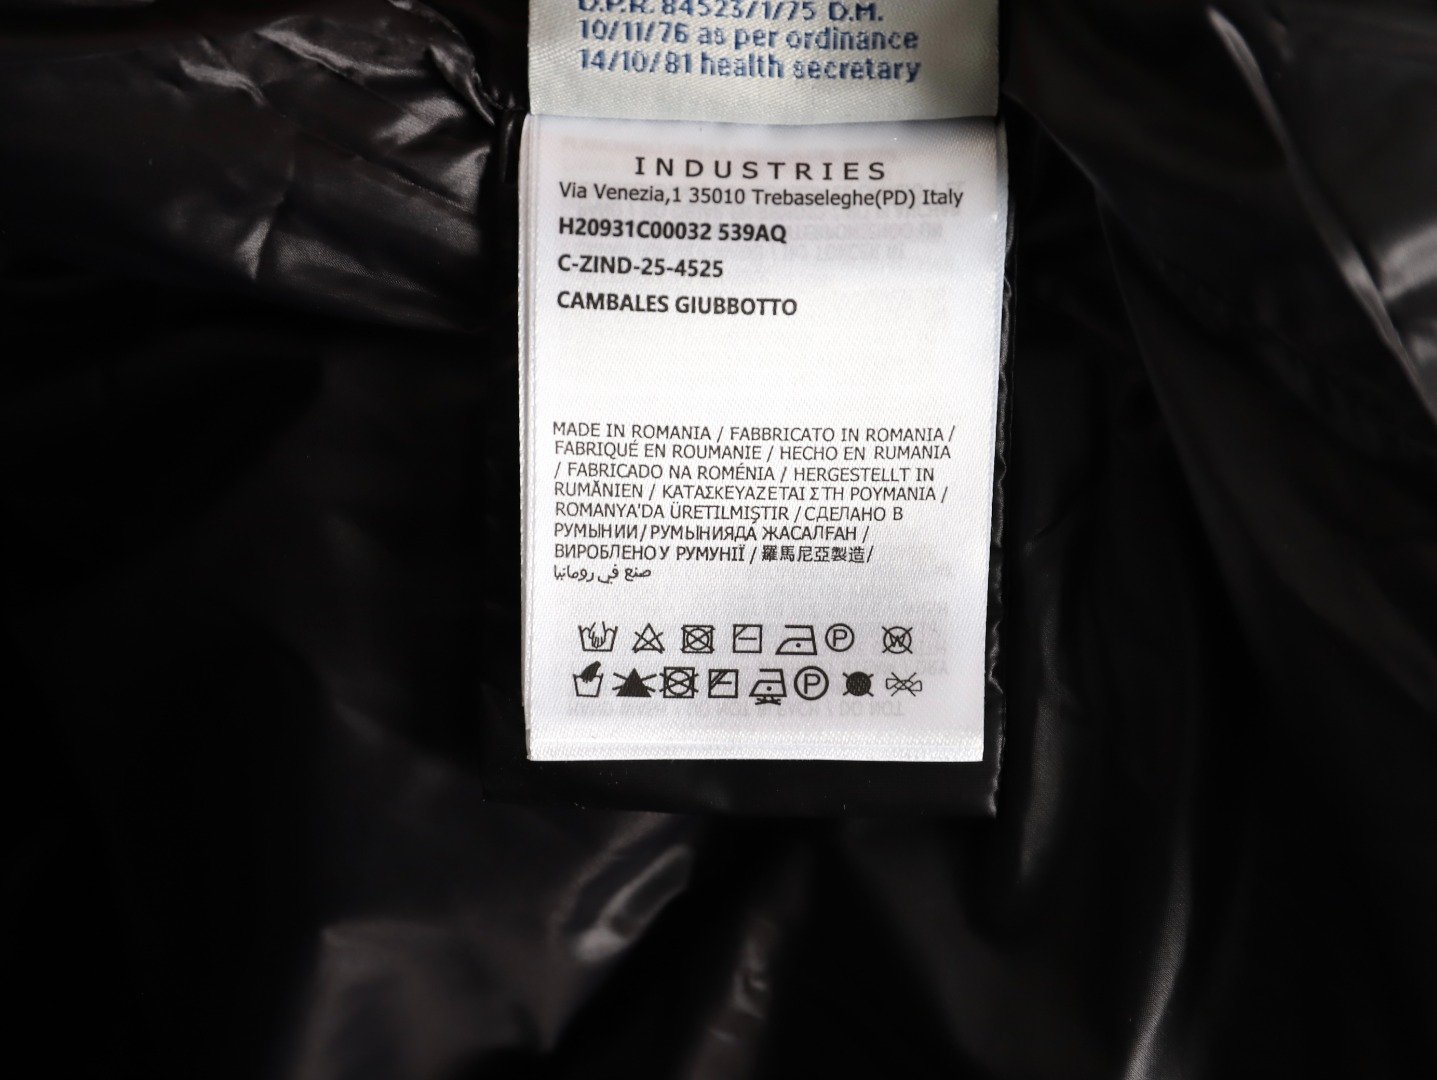 D.P.R. 84523/1/75 D.M.
10/11/76 as per ordinance
14/10/81 health secretary
INDUSTRIES
Via Venezia,1 35010 Trebaseleghe(PD) Italy
H20931C00032 539AQ
C-ZIND-25-4525
CAMBALES GIUBBOTTO
MADE IN ROMANIA / FABBRICATO IN ROMANIA /
FABRIQUÉ EN ROUMANIE / HECHO EN RUMANIA
/ FABRICADO NA ROMÉNIA / HERGESTELLT IN
RUMÄNIEN / ΚΑΤΑΣΚΕΥΑΖΕΤΑΙ ΣΤΗ ΡΟΥΜΑΝΙΑ /
ROMANYA'DA ÜRETILMIŞTIR / СДЕЛАНО В
РУМЫНИИ/ РУМЫНИЯДА ЖАСАЛҒАН /
ВИРОБЛЕНО У РУМУНІЇ / 羅馬尼亞製造/
صنع في رومانيا
P W
P